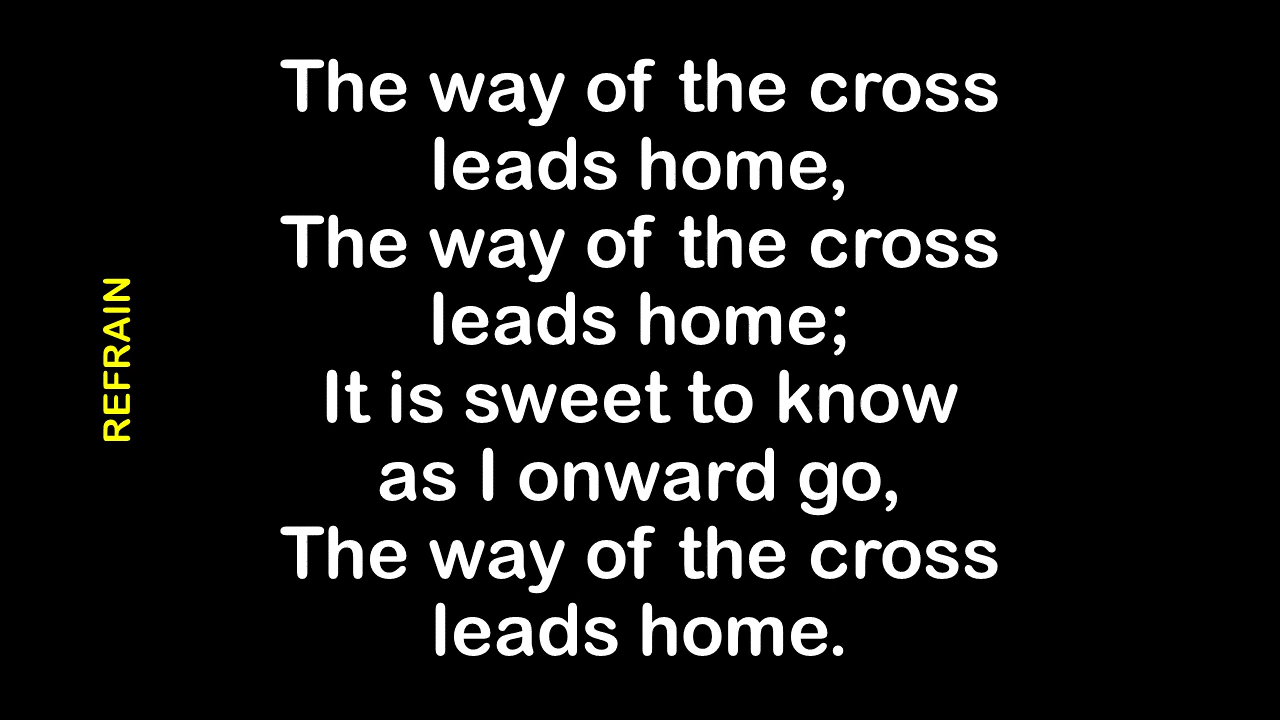 REFRAIN
The way of the cross
leads home,
The way of the cross
leads home;
It is sweet to know
as I onward go,
The way of the cross
leads home.